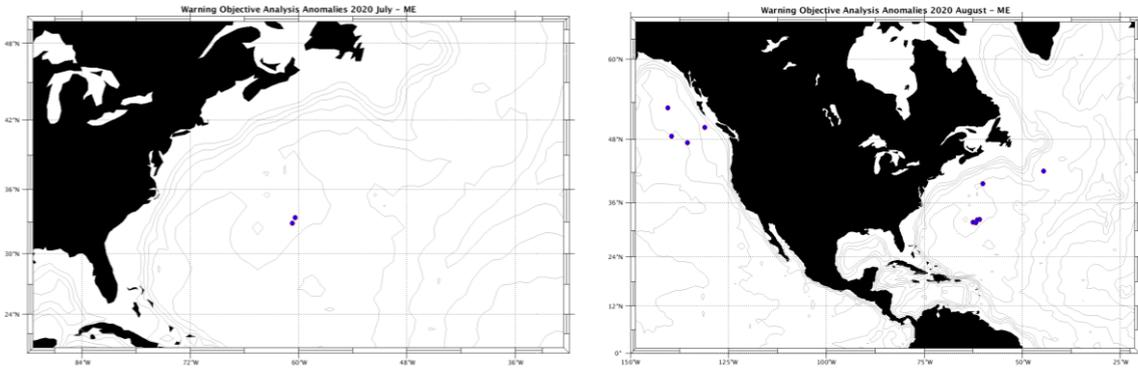 Warning Objective Analysis Anomalies 2020 July - ME
48°N
42°N
36°N
30°N
24°N
84°W 72°W 60°W 48°W 36°W
Warning Objective Analysis Anomalies 2020 August - ME
60°N
48°N
36°N
24°N
12°N
0°
150°W 125°W 100°W 75°W 50°W 25°W